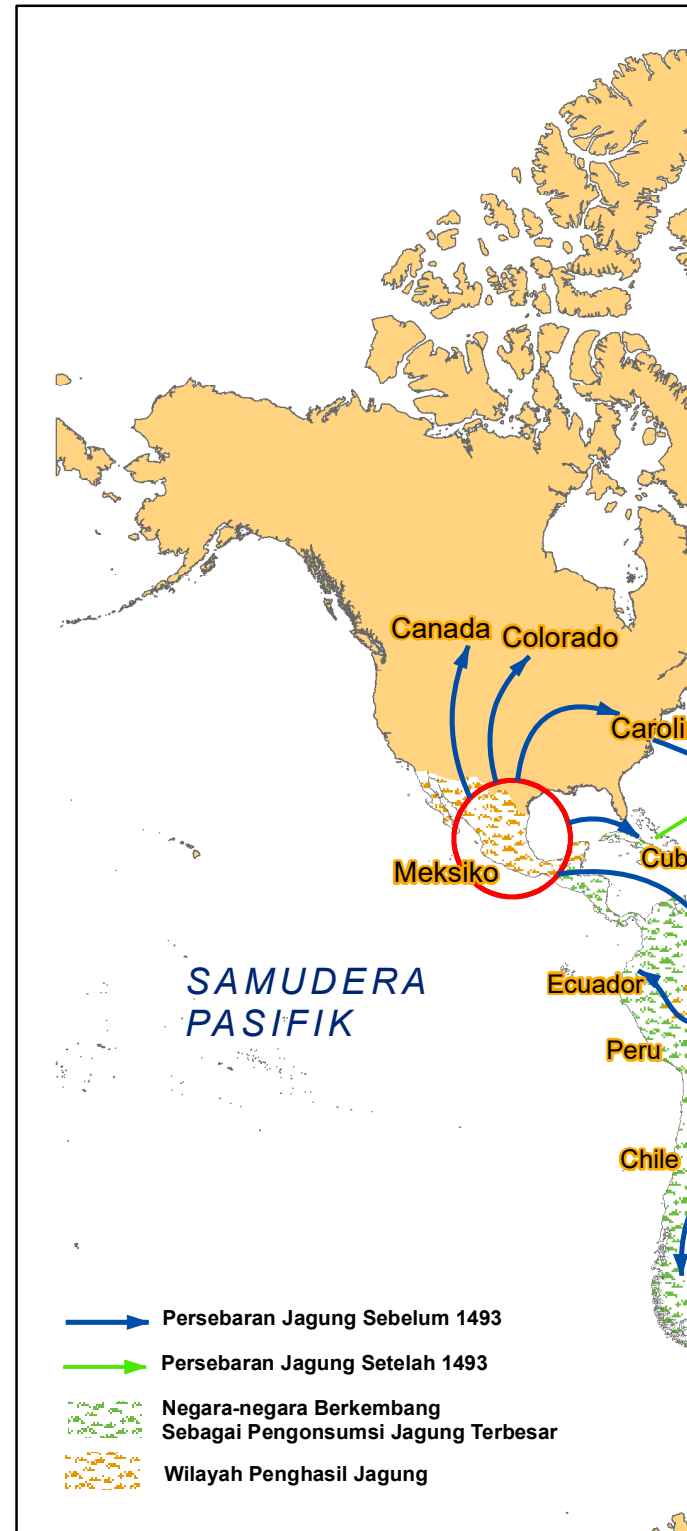 Canada
Colorado
Caroli
Cub
Meksiko
SAMUDERA
PASIFIK
Ecuador
Peru
Chile
Persebaran Jagung Sebelum 1493
Persebaran Jagung Setelah 1493
Negara-negara Berkembang
Sebagai Pengonsumsi Jagung Terbesar
Wilayah Penghasil Jagung